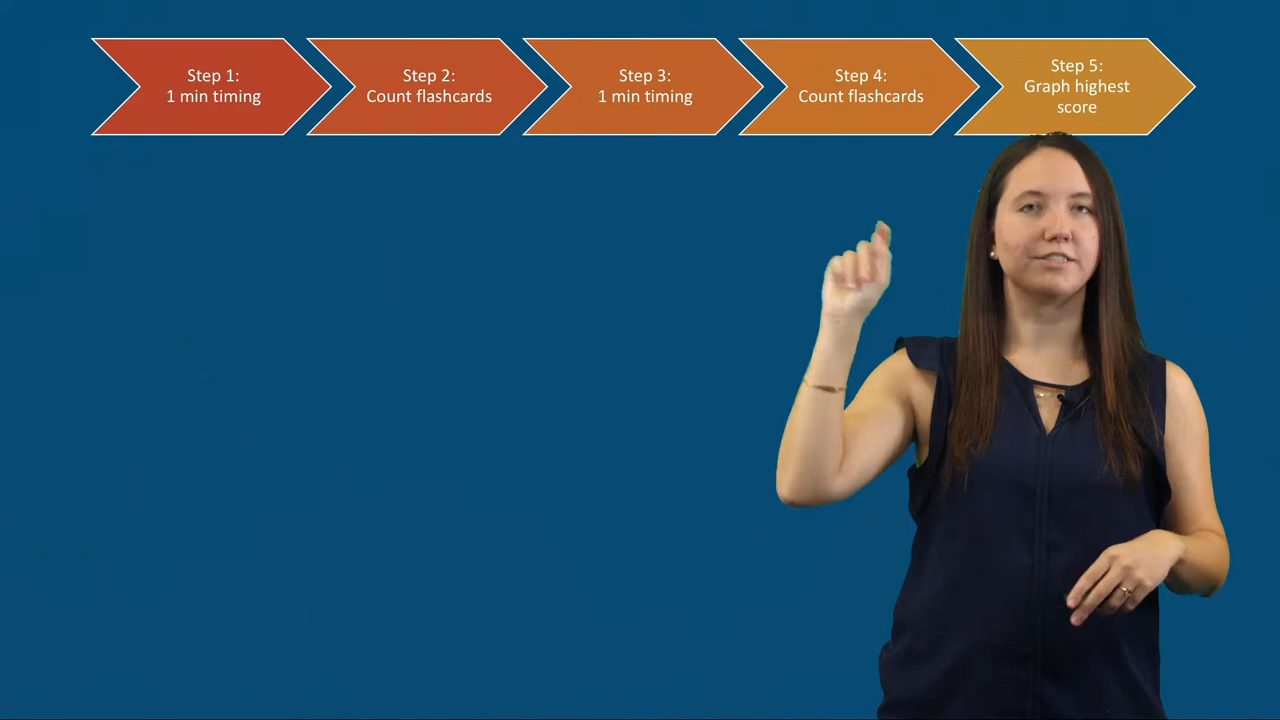 Step 1:
1 min timing
Step 2:
Count flashcards
Step 3:
1 min timing
Step 4:
Count flashcards
Step 5:
Graph highest
score